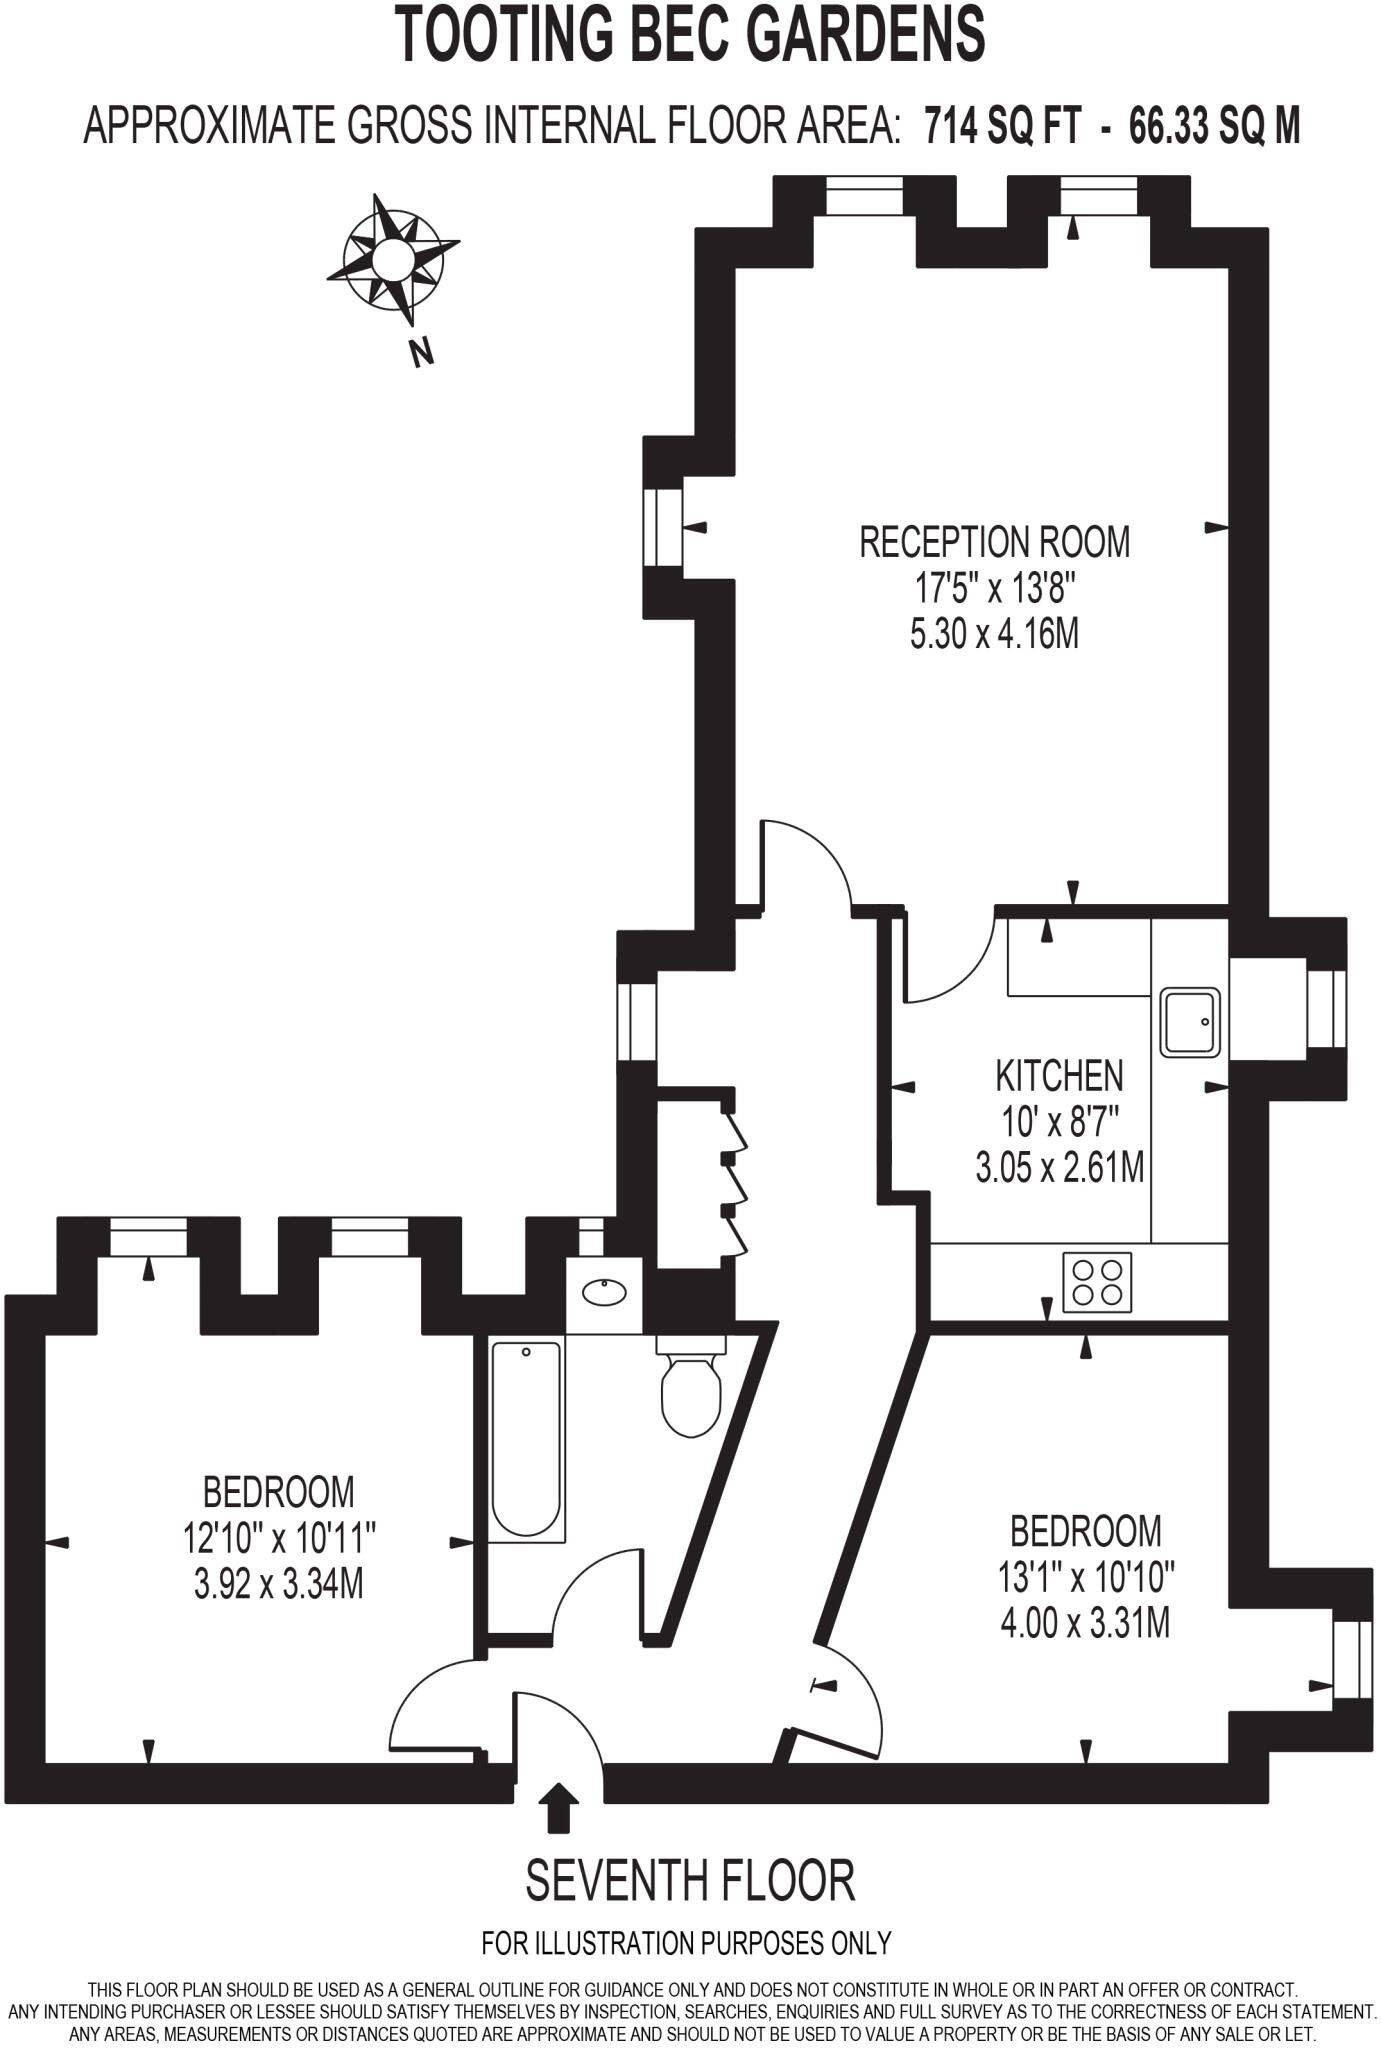 TOOTING BEC GARDENS
APPROXIMATE GROSS INTERNAL FLOOR AREA: 714 SQ FT - 66.33 SQ M
N
RECEPTION ROOM
17'5" x 13'8"
5.30 x 4.16M
KITCHEN
10' x 8'7"
3.05 x 2.61M
BEDROOM
12'10" x 10'11"
3.92 x 3.34M
BEDROOM
13'1" x 10'10"
4.00 x 3.31M
SEVENTH FLOOR
FOR ILLUSTRATION PURPOSES ONLY
THIS FLOOR PLAN SHOULD BE USED AS A GENERAL OUTLINE FOR GUIDANCE ONLY AND DOES NOT CONSTITUTE IN WHOLE OR IN PART AN OFFER OR CONTRACT.
ANY INTENDING PURCHASER OR LESSEE SHOULD SATISFY THEMSELVES BY INSPECTION, SEARCHES, ENQUIRIES AND FULL SURVEY AS TO THE CORRECTNESS OF EACH STATEMENT.
ANY AREAS, MEASUREMENTS OR DISTANCES QUOTED ARE APPROXIMATE AND SHOULD NOT BE USED TO VALUE A PROPERTY OR BE THE BASIS OF ANY SALE OR LET.